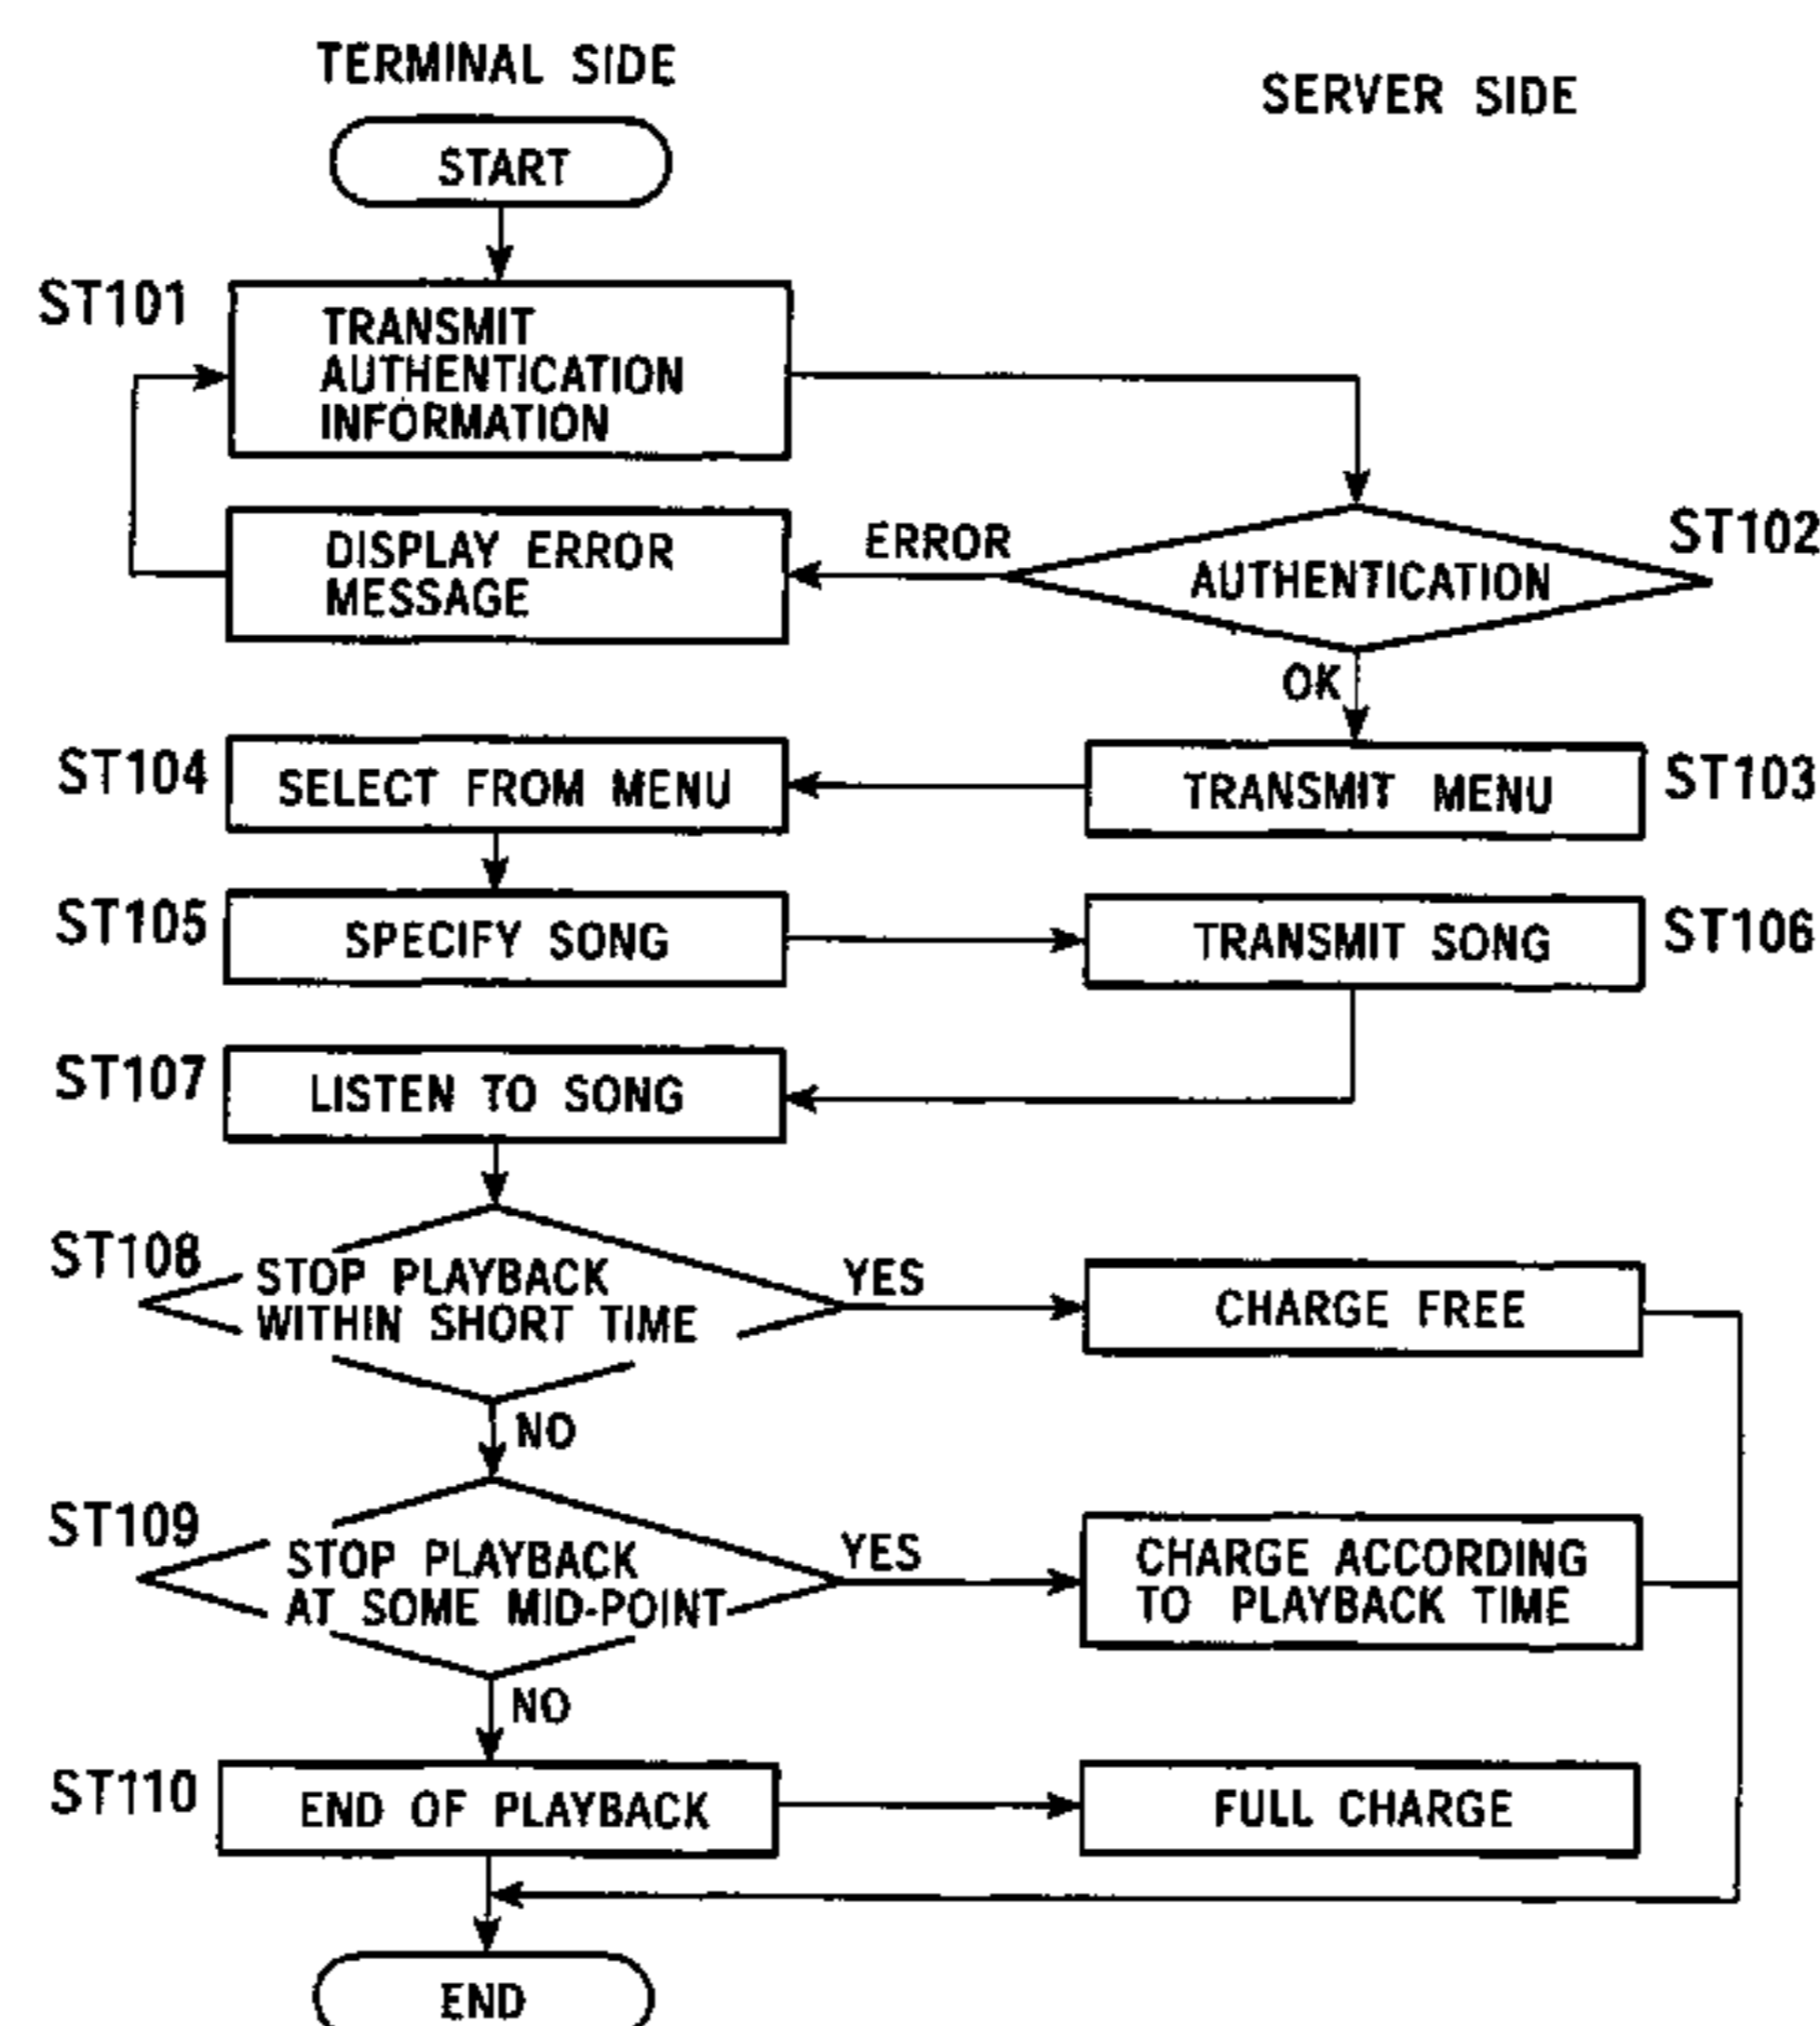 TERMINAL SIDE
SERVER SIDE
START
ST101
TRANSMIT
AUTHENTICATION
INFORMATION
DISPLAY ERROR
MESSAGE
ERROR
AUTHENTICATION
ST102
OK
ST104
SELECT FROM MENU
TRANSMIT MENU
ST103
ST105
SPECIFY SONG
TRANSMIT SONG
ST106
ST107
LISTEN TO SONG
ST108
STOP PLAYBACK
WITHIN SHORT TIME
YES
CHARGE FREE
NO
ST109
STOP PLAYBACK
AT SOME MID-POINT
YES
CHARGE ACCORDING
TO PLAYBACK TIME
NO
ST110
END OF PLAYBACK
FULL CHARGE
END